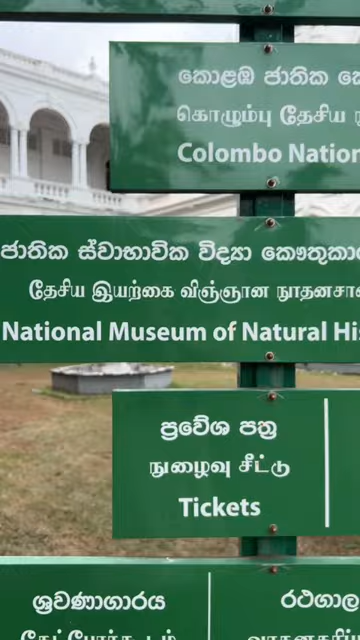 කොළඹ ජාතික
கொழும்பு தேசிய
Colombo Nation
ජාතික ස්වාභාවික විද්‍යා කෞතුකා
தேசிய இயற்கை விஞ்ஞான நூதனசா
National Museum of Natural His
ප්‍රවේශ පත්‍ර
நுழைவு சீட்டு
Tickets
ශ්‍රවණාගාරය
රථගාල